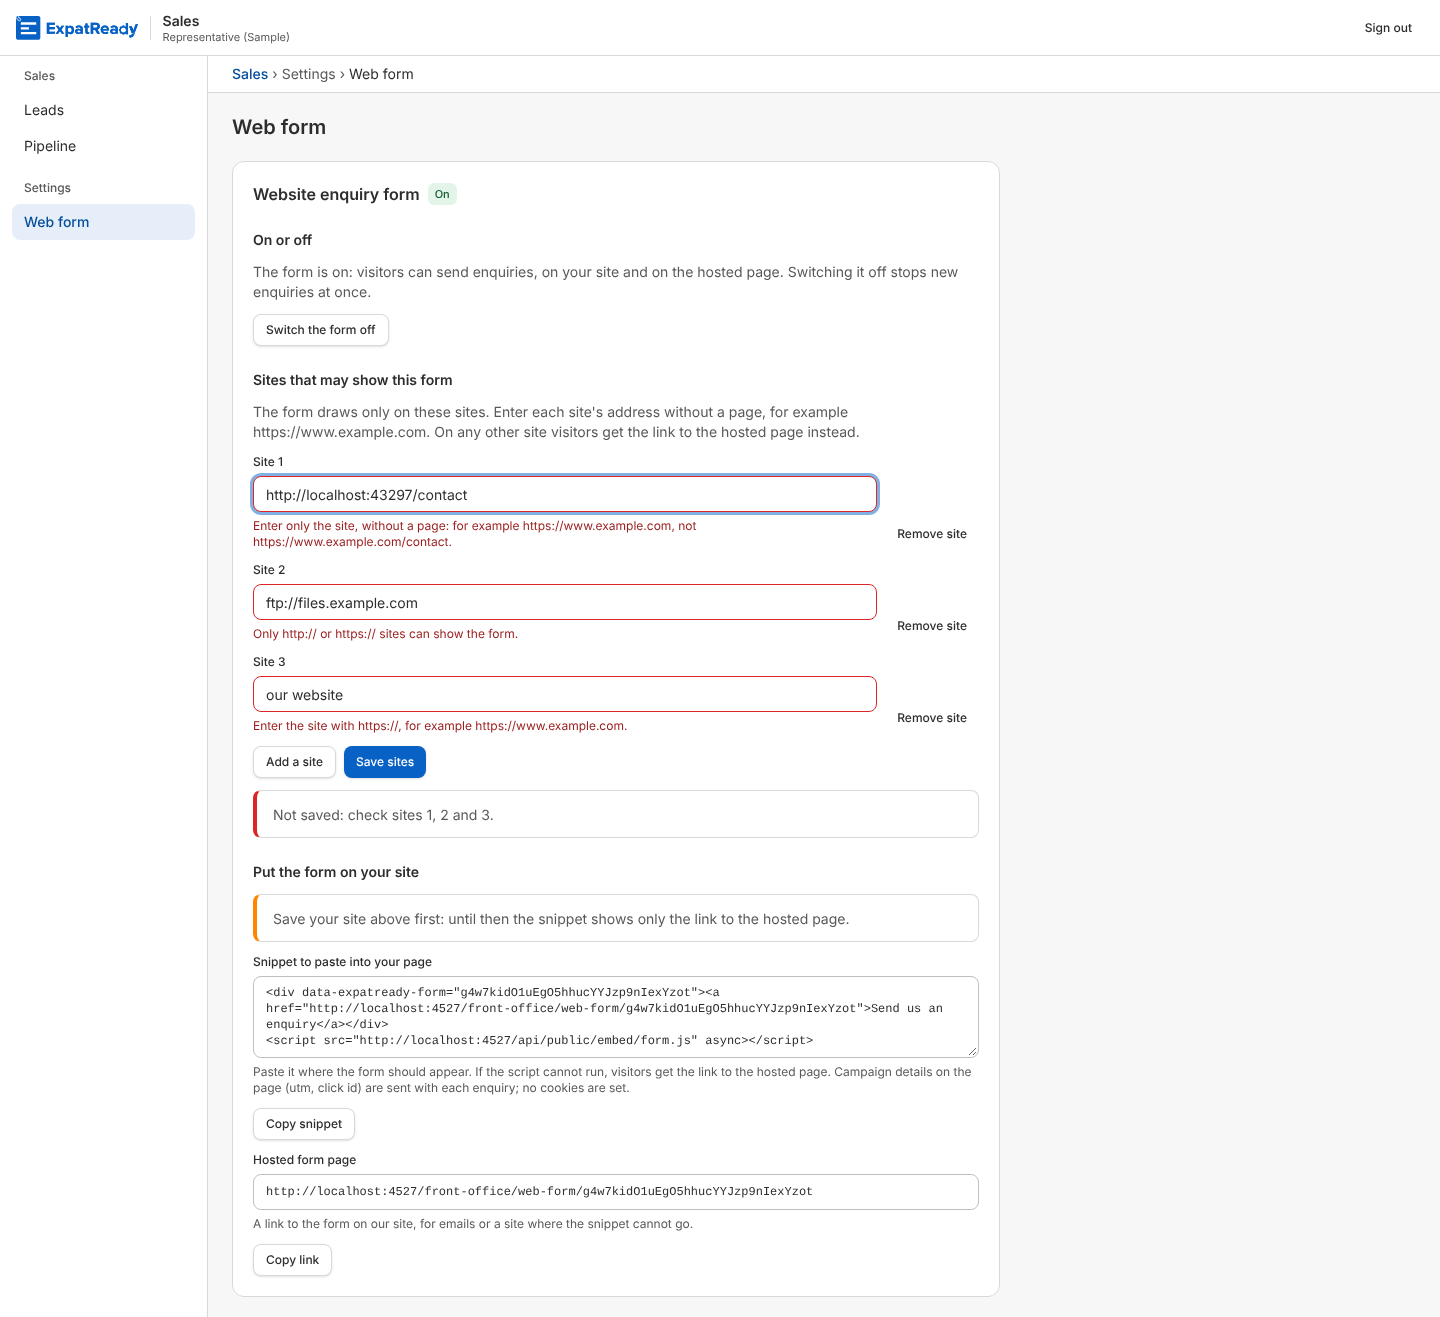 ExpatReady
Sales
Representative (Sample)
Sign out
Sales
Leads
Pipeline
Settings
Web form
Sales › Settings › Web form
Web form
Website enquiry form On
On or off
The form is on: visitors can send enquiries, on your site and on the hosted page. Switching it off stops new
enquiries at once.
Switch the form off
Sites that may show this form
The form draws only on these sites. Enter each site's address without a page, for example
https://www.example.com. On any other site visitors get the link to the hosted page instead.
Site 1
http://localhost:43297/contact
Enter only the site, without a page: for example https://www.example.com, not
https://www.example.com/contact.
Remove site
Site 2
ftp://files.example.com
Only http:// or https:// sites can show the form.
Remove site
Site 3
our website
Enter the site with https://, for example https://www.example.com.
Remove site
Add a site Save sites
Not saved: check sites 1, 2 and 3.
Put the form on your site
Save your site above first: until then the snippet shows only the link to the hosted page.
Snippet to paste into your page
<div data-expatready-form="g4w7kidO1uEgO5hhucYYJzp9nIexYzot"><a
href="http://localhost:4527/front-office/web-form/g4w7kidO1uEgO5hhucYYJzp9nIexYzot">Send us an
enquiry</a></div>
<script src="http://localhost:4527/api/public/embed/form.js" async></script>
Paste it where the form should appear. If the script cannot run, visitors get the link to the hosted page. Campaign details on the
page (utm, click id) are sent with each enquiry; no cookies are set.
Copy snippet
Hosted form page
http://localhost:4527/front-office/web-form/g4w7kidO1uEgO5hhucYYJzp9nIexYzot
A link to the form on our site, for emails or a site where the snippet cannot go.
Copy link